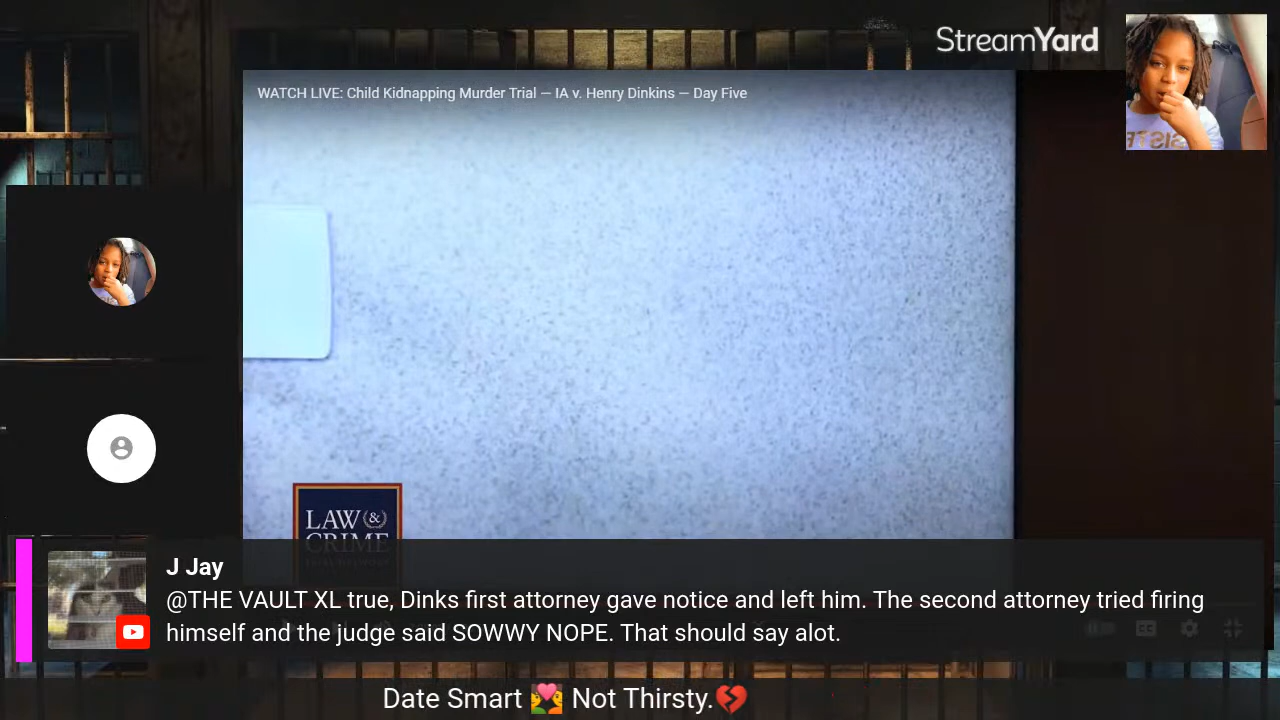 StreamYard
WATCH LIVE: Child Kidnapping Murder Trial — IA v. Henry Dinkins — Day Five
LAW &
CRIME
J Jay
@THE VAULT XL true, Dinks first attorney gave notice and left him. The second attorney tried firing
himself and the judge said SOWWY NOPE. That should say alot.
CC
Date Smart 💏 Not Thirsty.💔